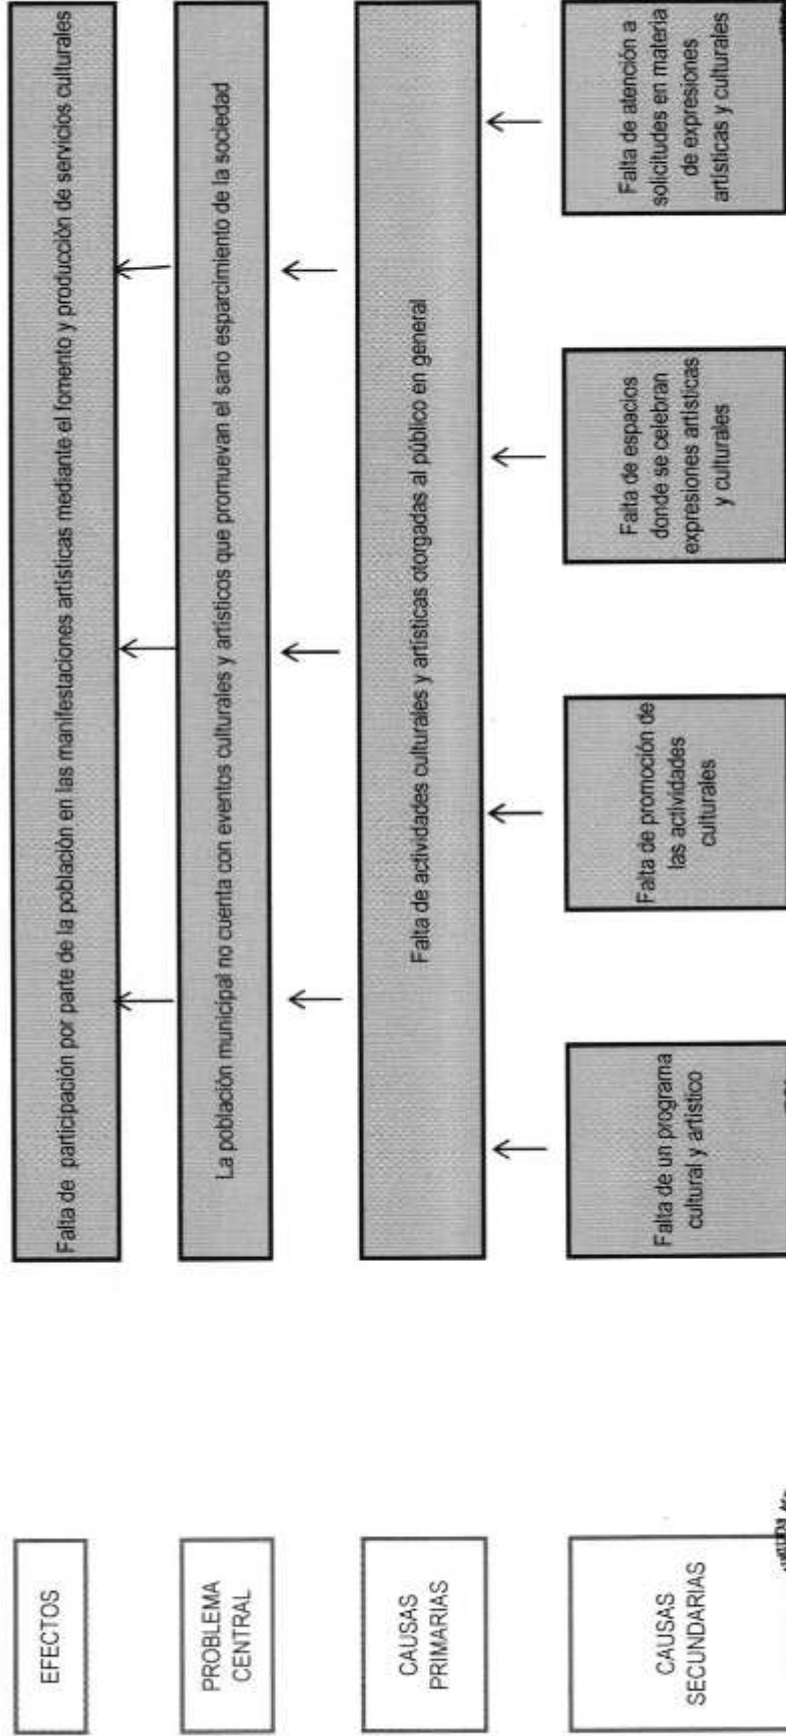 EFECTOS
Falta de participación por parte de la población en las manifestaciones artísticas mediante el fomento y producción de servicios culturales
PROBLEMA
CENTRAL
La población municipal no cuenta con eventos culturales y artísticos que promuevan el sano esparcimiento de la sociedad
CAUSAS
PRIMARIAS
Falta de actividades culturales y artísticas otorgadas al público en general
CAUSAS
SECUNDARIAS
Falta de un programa
cultural y artístico
Falta de promoción de
las actividades
culturales
Falta de espacios
donde se celebran
expresiones artísticas
y culturales
Falta de atención a
solicitudes en materia
de expresiones
artísticas y culturales